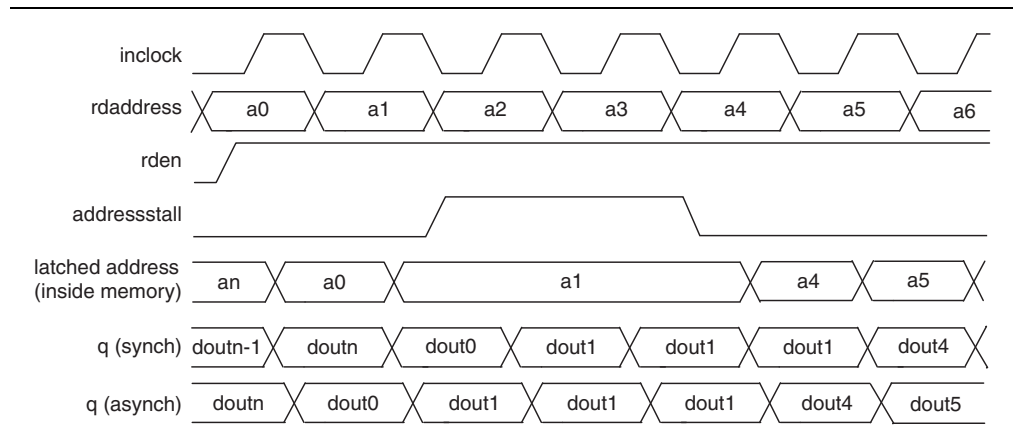 inclock
rdaddress a0 a1 a2 a3 a4 a5 a6
rden
addressstall
latched address
(inside memory) an a0 a1 a4 a5
q (synch) doutn-1 doutn dout0 dout1 dout1 dout1 dout4
q (asynch) doutn dout0 dout1 dout1 dout1 dout4 dout5